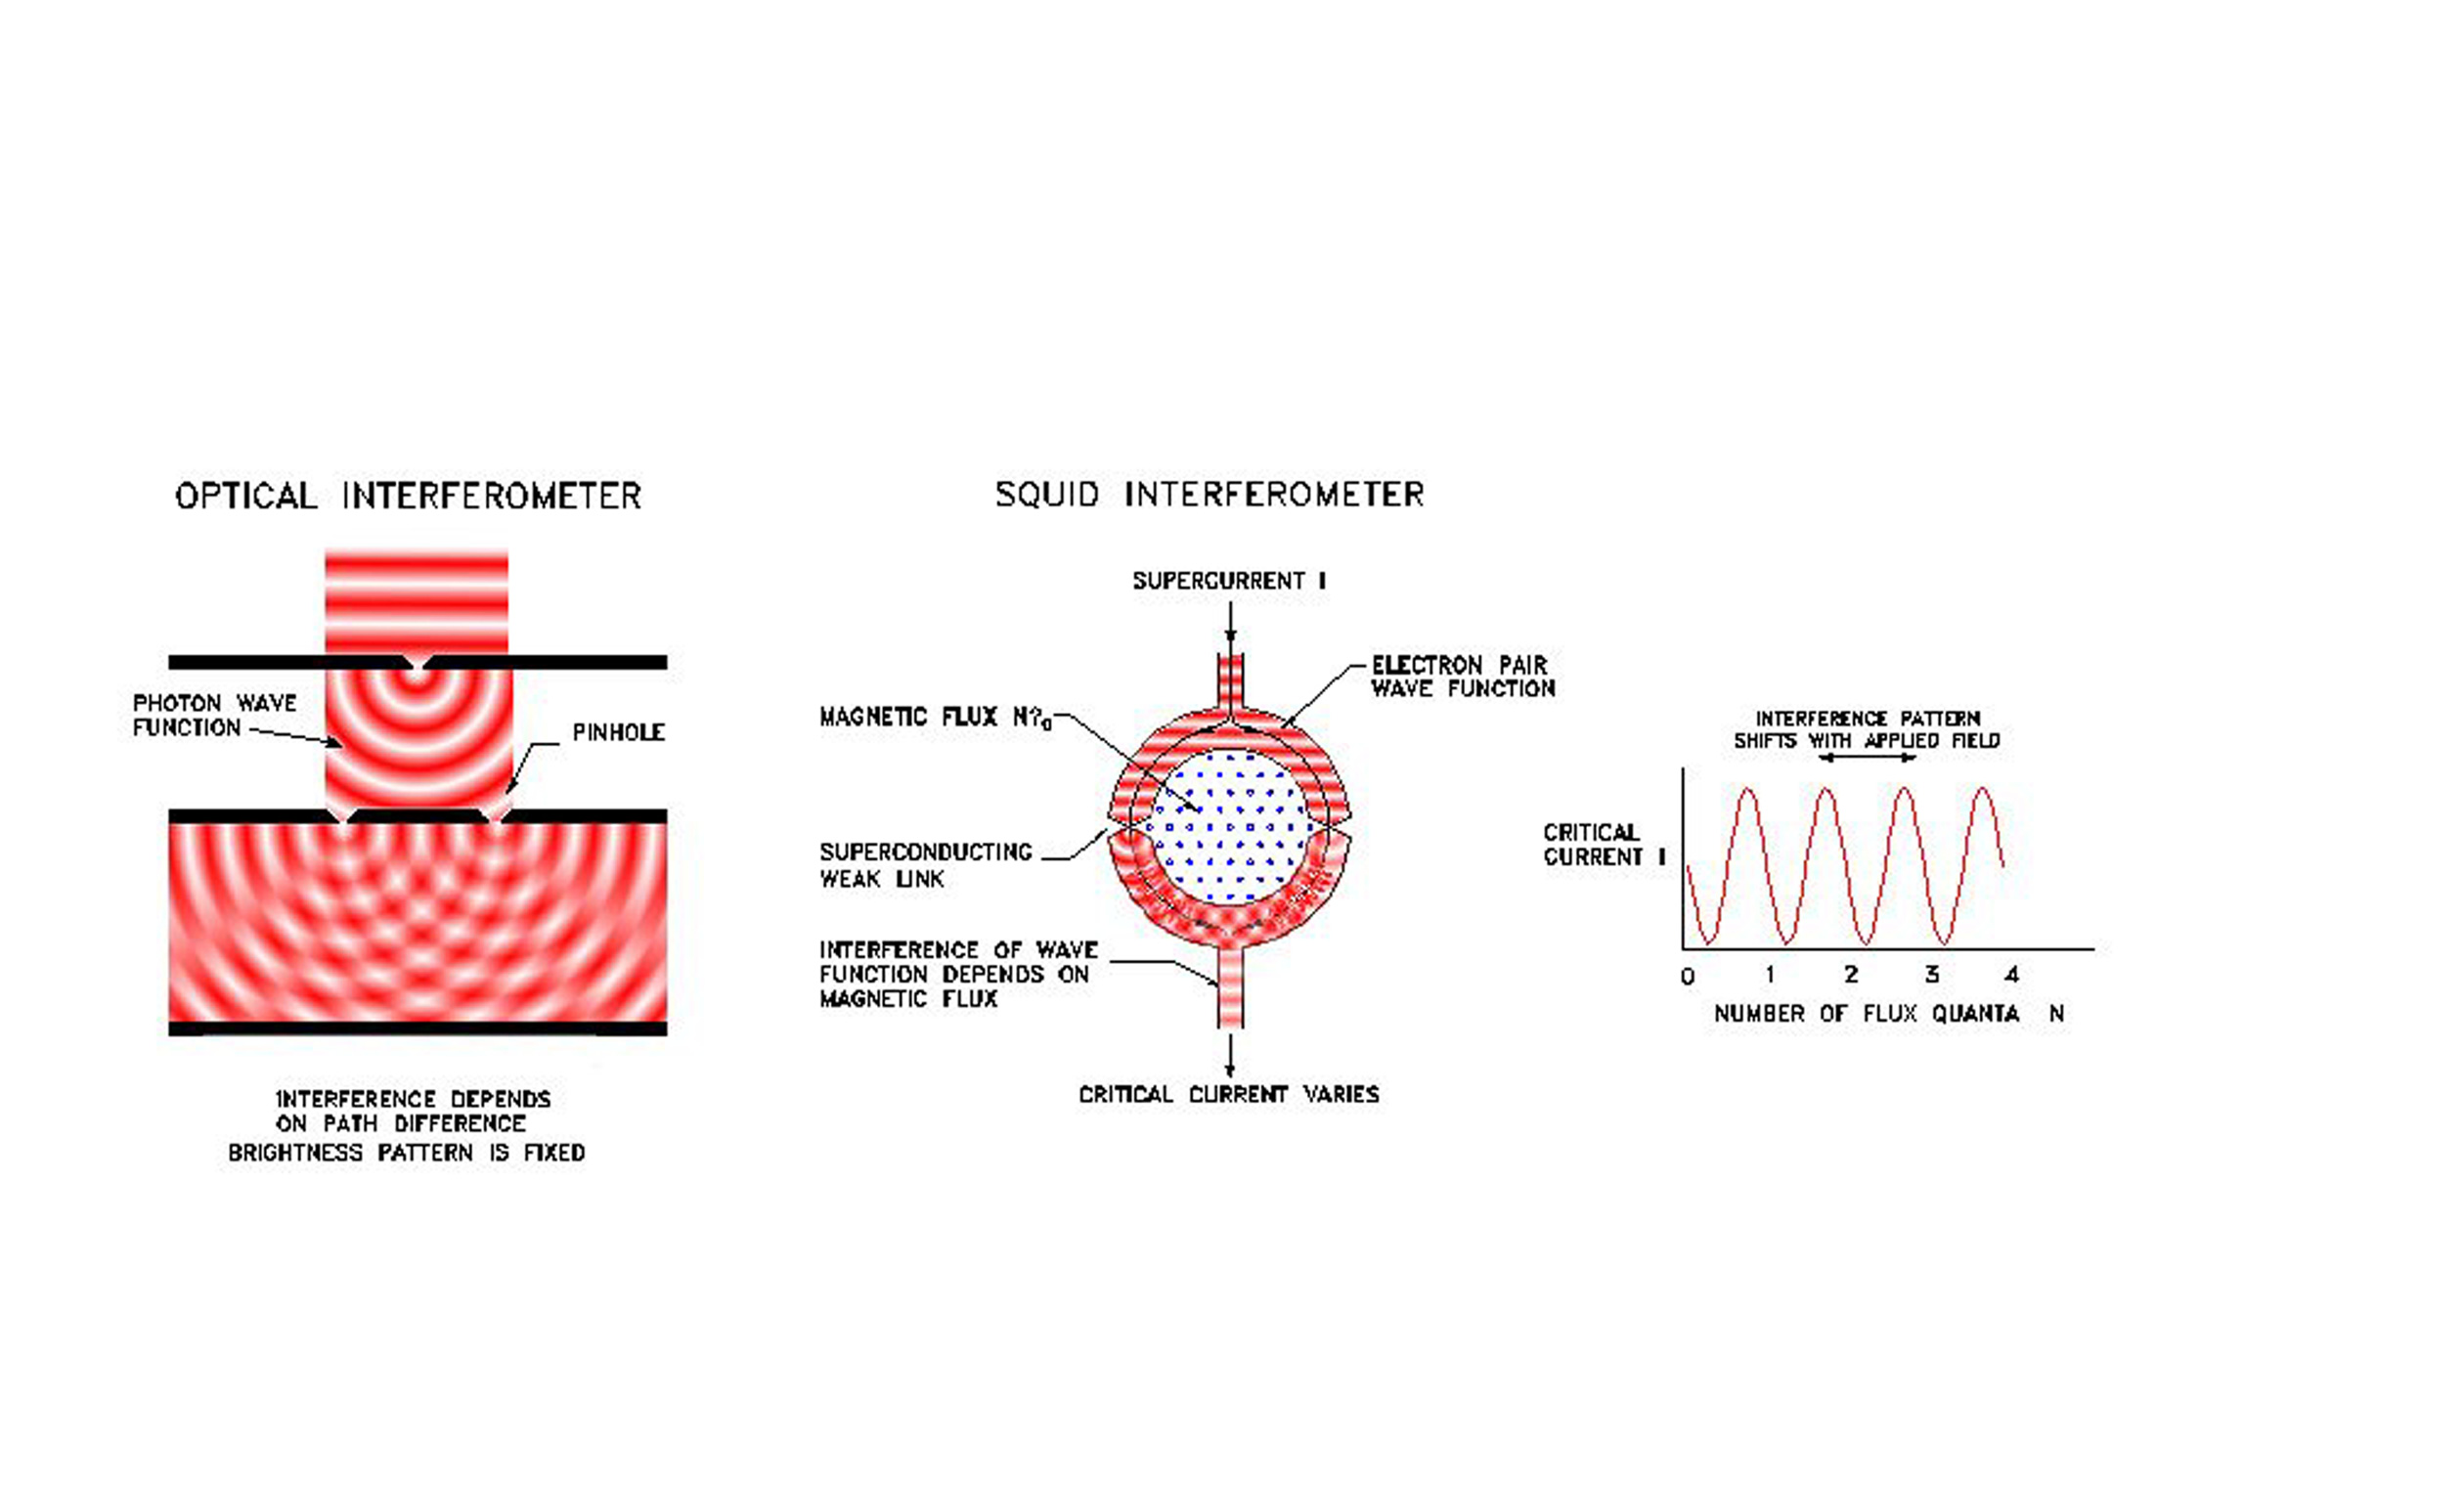 OPTICAL INTERFEROMETER
PHOTON WAVE
FUNCTION
PINHOLE
INTERFERENCE DEPENDS
ON PATH DIFFERENCE
BRIGHTNESS PATTERN IS FIXED
SQUID INTERFEROMETER
SUPERCURRENT I
ELECTRON PAIR
WAVE FUNCTION
MAGNETIC FLUX N?0
SUPERCONDUCTING
WEAK LINK
INTERFERENCE OF WAVE
FUNCTION DEPENDS ON
MAGNETIC FLUX
CRITICAL CURRENT VARIES
INTERFERENCE PATTERN
SHIFTS WITH APPLIED FIELD
CRITICAL
CURRENT I
0 1 2 3 4
NUMBER OF FLUX QUANTA N